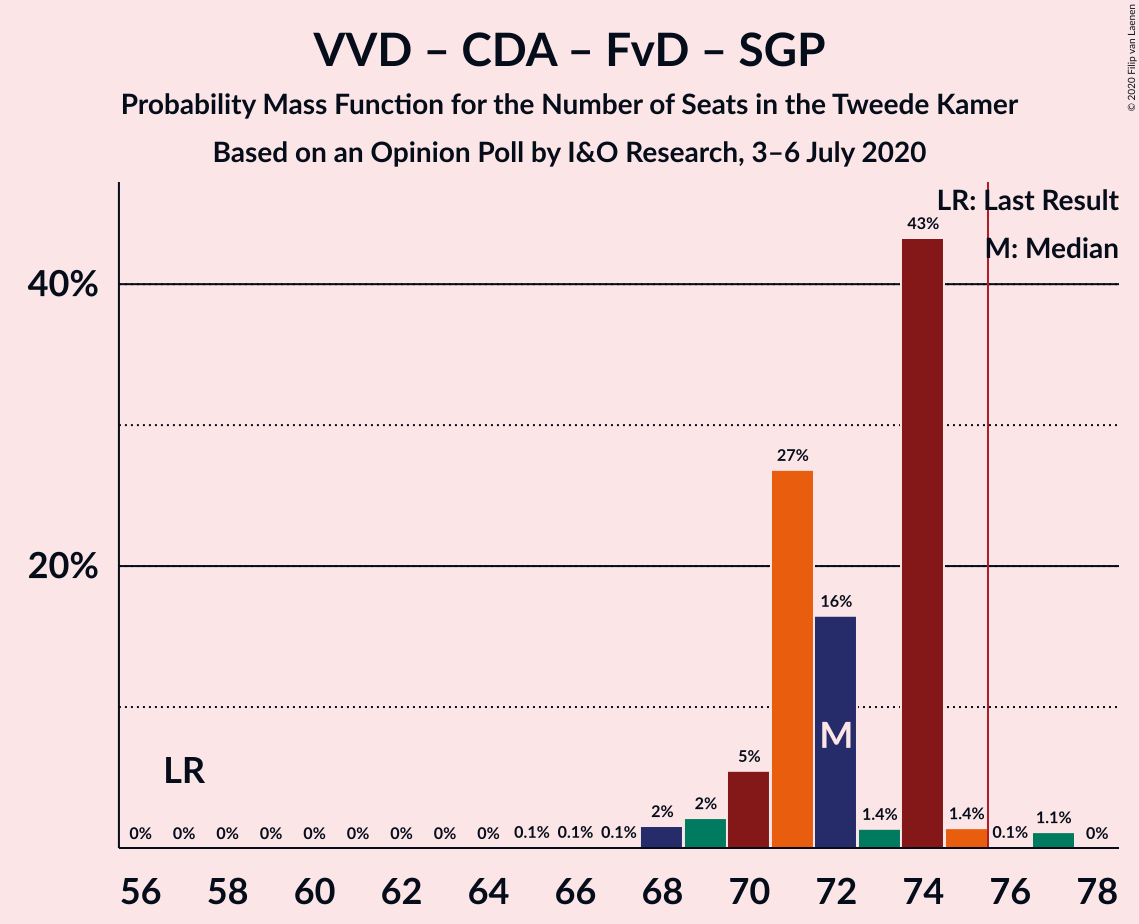 VVD – CDA – FvD – SGP
Probability Mass Function for the Number of Seats in the Tweede Kamer
Based on an Opinion Poll by I&O Research, 3–6 July 2020
© 2020 Filip van Laenen
LR: Last Result
M: Median
43%
40%
27%
20%
16%
M
LR
5%
2%
2%
1.4%
1.4%
1.1%
0% 0% 0% 0% 0% 0% 0% 0% 0% 0.1% 0.1% 0.1% 0.1% 0%
56 58 60 62 64 66 68 70 72 74 76 78